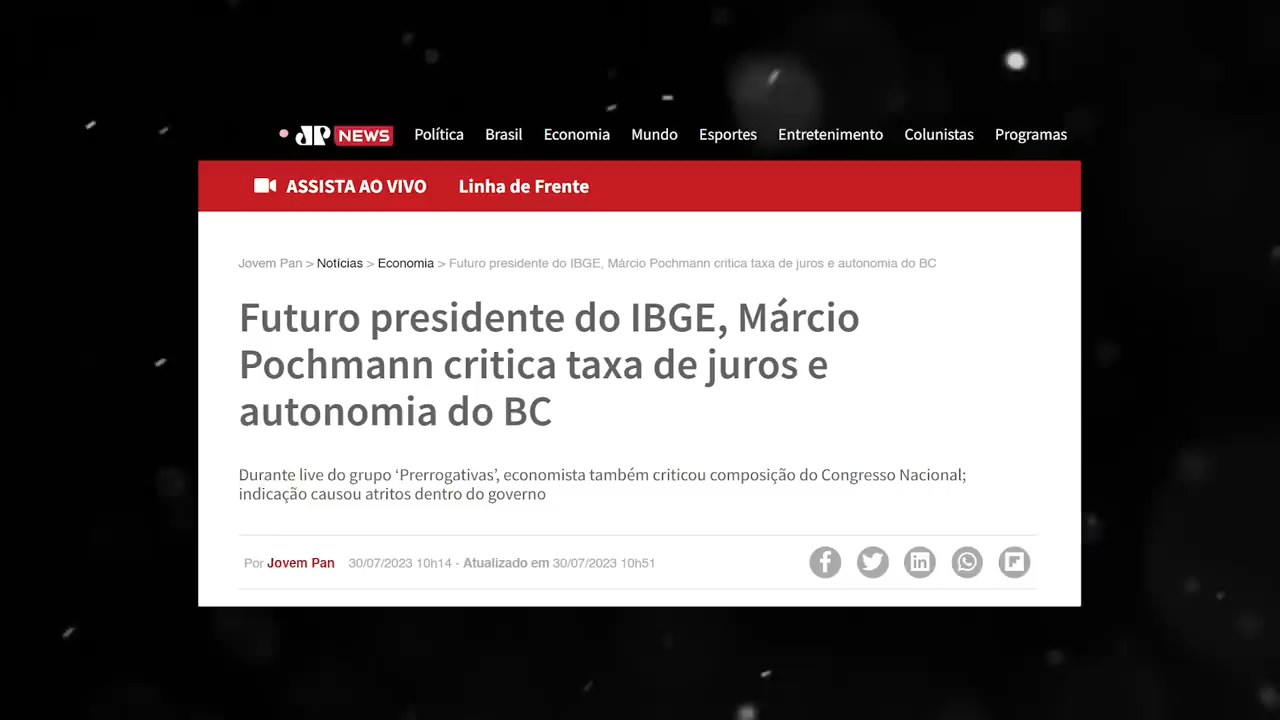 JP NEWS Política Brasil Economia Mundo Esportes Entretenimento Colunistas Programas
ASSISTA AO VIVO Linha de Frente
Jovem Pan > Notícias > Economia > Futuro presidente do IBGE, Márcio Pochmann critica taxa de juros e autonomia do BC
Futuro presidente do IBGE, Márcio
Pochmann critica taxa de juros e
autonomia do BC
Durante live do grupo ‘Prerrogativas’, economista também criticou composição do Congresso Nacional;
indicação causou atritos dentro do governo
Por Jovem Pan 30/07/2023 10h14 - Atualizado em 30/07/2023 10h51